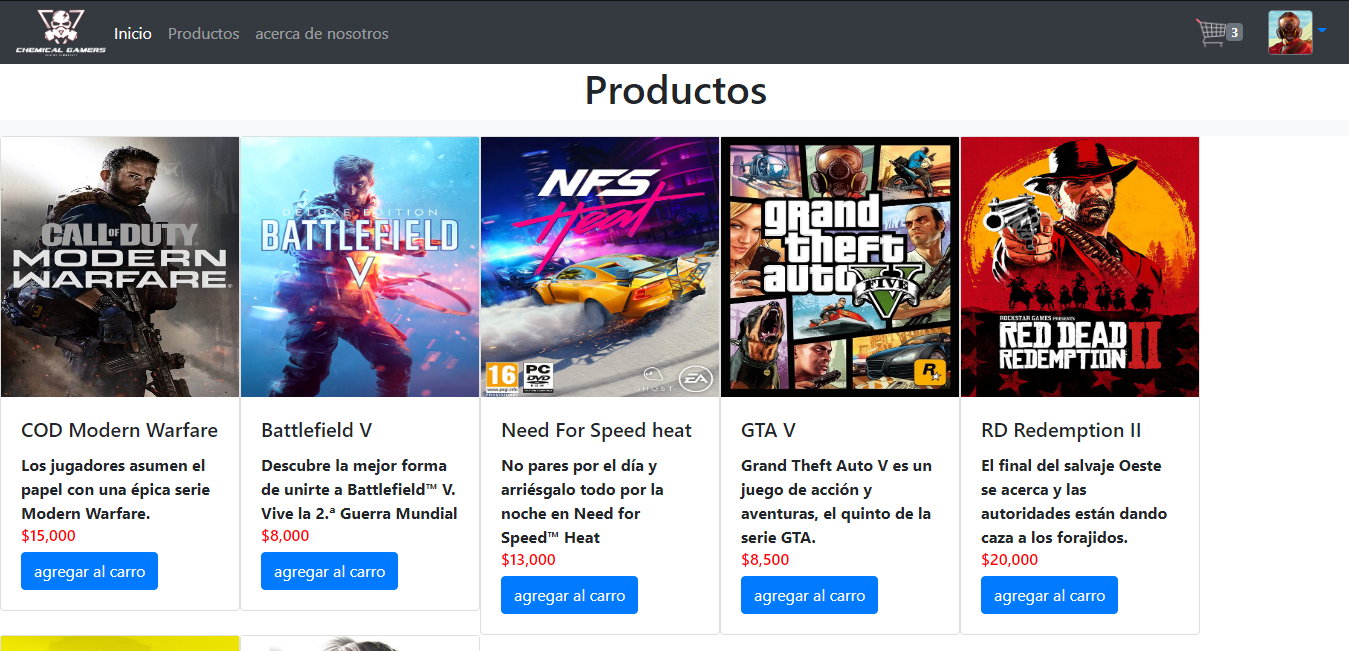 CHEMICAL GAMERS
Inicio
Productos
acerca de nosotros
3
Productos
CALL OF DUTY
MODERN
WARFARE
DELUXE EDITION
BATTLEFIELD
V
NFS
Heat
16
www.pegi.info
PC
DVD
ROM
GHOST
EA
grand
theft
auto
FIVE
V
R
ROCKSTAR GAMES PRESENTS
RED DEAD
REDEMPTION
II
COD Modern Warfare
Los jugadores asumen el
papel con una épica serie
Modern Warfare.
$15,000
agregar al carro
Battlefield V
Descubre la mejor forma
de unirte a Battlefield™ V.
Vive la 2.ª Guerra Mundial
$8,000
agregar al carro
Need For Speed heat
No pares por el día y
arriésgalo todo por la
noche en Need for
Speed™ Heat
$13,000
agregar al carro
GTA V
Grand Theft Auto V es un
juego de acción y
aventuras, el quinto de la
serie GTA.
$8,500
agregar al carro
RD Redemption II
El final del salvaje Oeste
se acerca y las
autoridades están dando
caza a los forajidos.
$20,000
agregar al carro